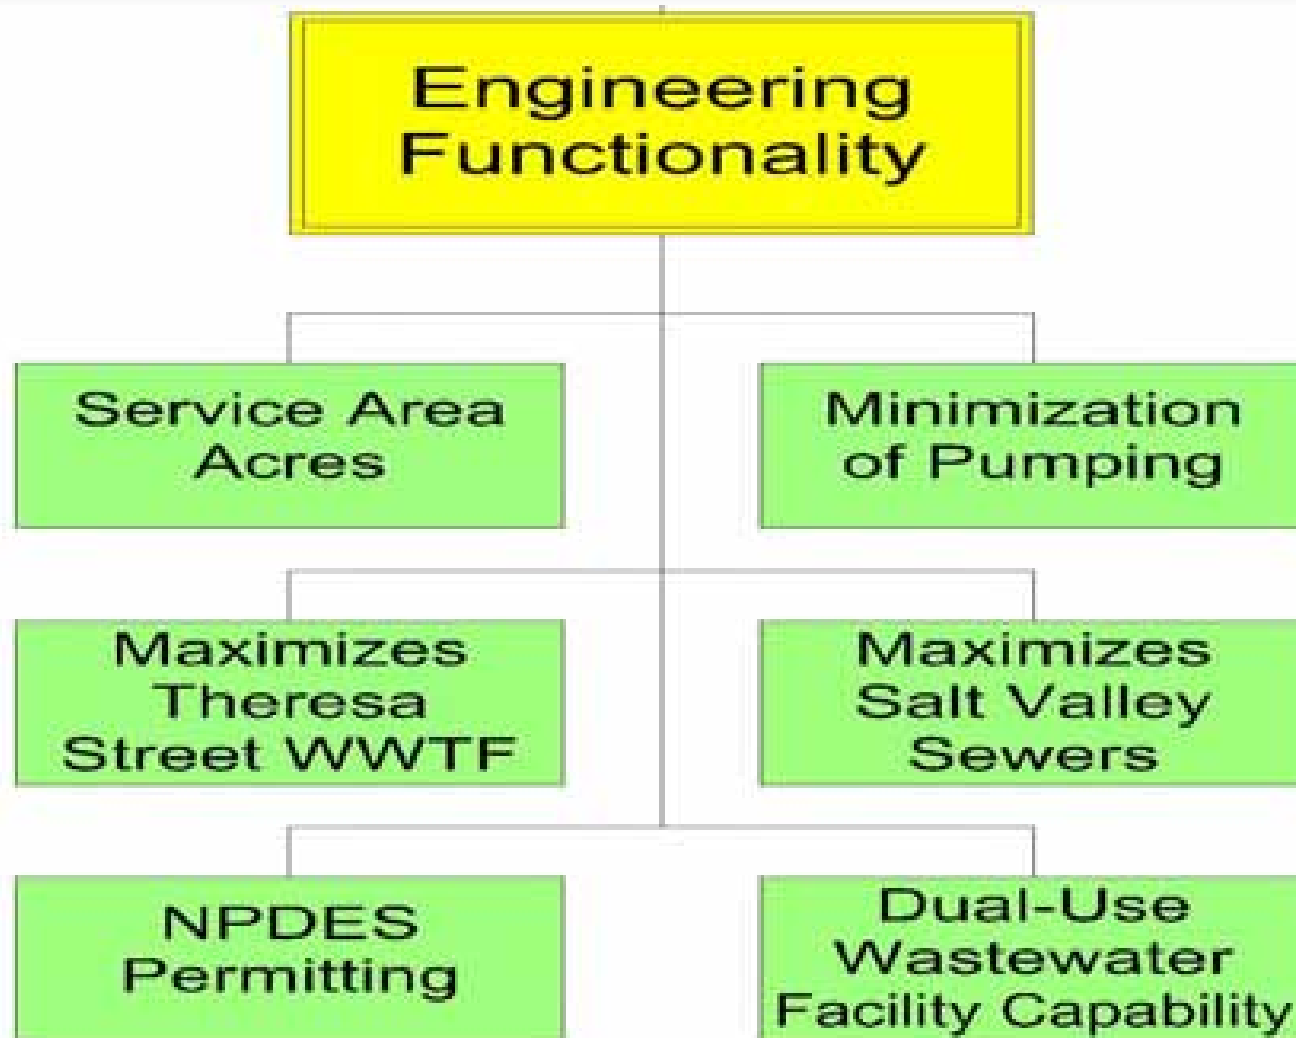 Engineering
Functionality
Service Area
Acres
Minimization
of Pumping
Maximizes
Theresa
Street WWTF
Maximizes
Salt Valley
Sewers
NPDES
Permitting
Dual-Use
Wastewater
Facility Capability